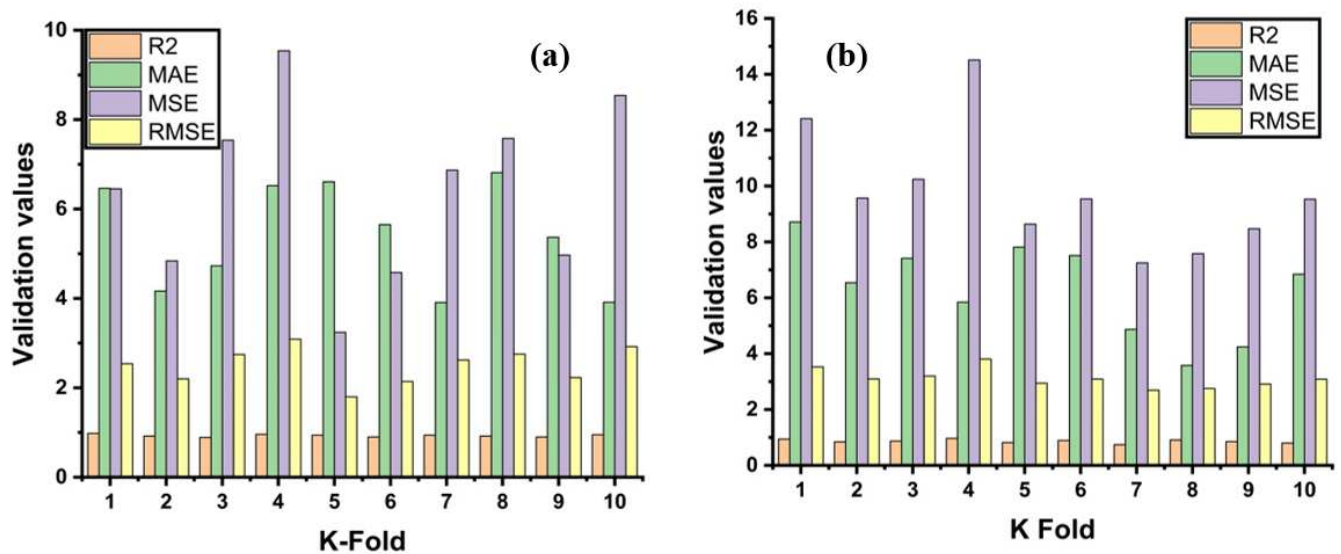 (a)
R2
MAE
MSE
RMSE
Validation values
10
8
6
4
2
0
1 2 3 4 5 6 7 8 9 10
K-Fold
(b)
R2
MAE
MSE
RMSE
Validation values
16
14
12
10
8
6
4
2
0
1 2 3 4 5 6 7 8 9 10
K Fold